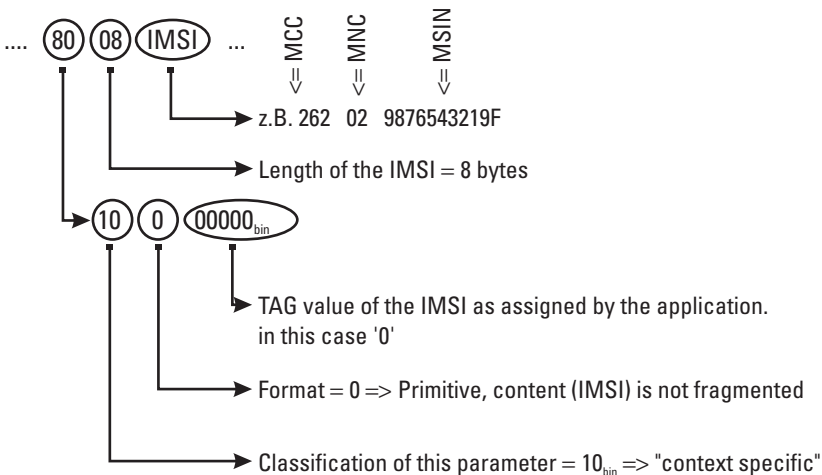 <= MCC
<= MNC
<= MSIN
.... 80 08 IMSI ...
z.B. 262 02 9876543219F
Length of the IMSI = 8 bytes
10 0 00000bin
TAG value of the IMSI as assigned by the application.
in this case '0'
Format = 0 => Primitive, content (IMSI) is not fragmented
Classification of this parameter = 10bin => "context specific"